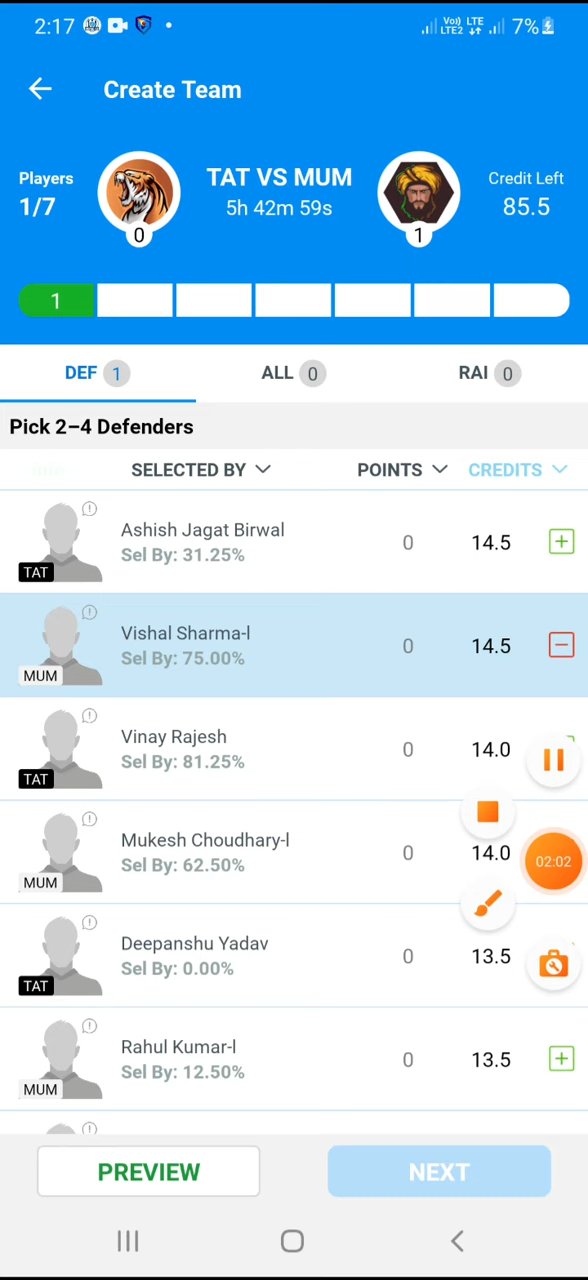 2:17 Vo)) LTE LTE2 7%
Create Team
Players TAT VS MUM Credit Left
1/7 5h 42m 59s 85.5
0 1
1
DEF 1 ALL 0 RAI 0
Pick 2–4 Defenders
SELECTED BY POINTS CREDITS
Ashish Jagat Birwal
Sel By: 31.25% 0 14.5
TAT
Vishal Sharma-I
Sel By: 75.00% 0 14.5
MUM
Vinay Rajesh
Sel By: 81.25% 0 14.0
TAT
Mukesh Choudhary-I
Sel By: 62.50% 0 14.0 02:02
MUM
Deepanshu Yadav
Sel By: 0.00% 0 13.5
TAT
Rahul Kumar-I
Sel By: 12.50% 0 13.5
MUM
PREVIEW NEXT